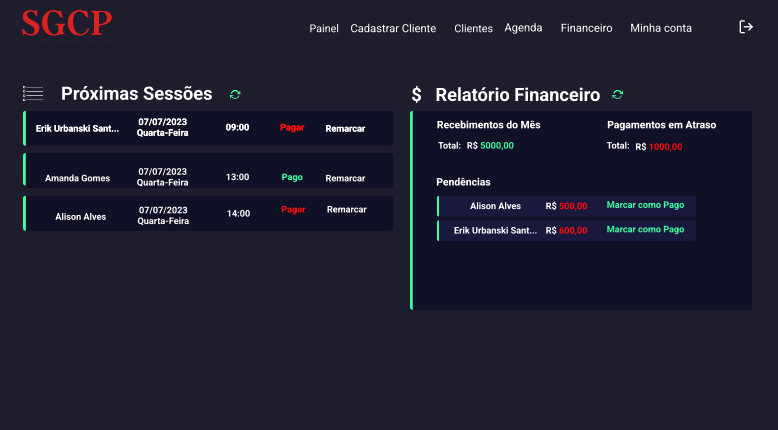 SGCP
Painel Cadastrar Cliente Clientes Agenda Financeiro Minha conta
Próximas Sessões
Erik Urbanski Sant... 07/07/2023 Quarta-Feira 09:00 Pagar Remarcar
Amanda Gomes 07/07/2023 Quarta-Feira 13:00 Pago Remarcar
Alison Alves 07/07/2023 Quarta-Feira 14:00 Pagar Remarcar
$ Relatório Financeiro
Recebimentos do Mês Pagamentos em Atraso
Total: R$ 5000,00 Total: R$ 1000,00
Pendências
Alison Alves R$ 500,00 Marcar como Pago
Erik Urbanski Sant... R$ 600,00 Marcar como Pago